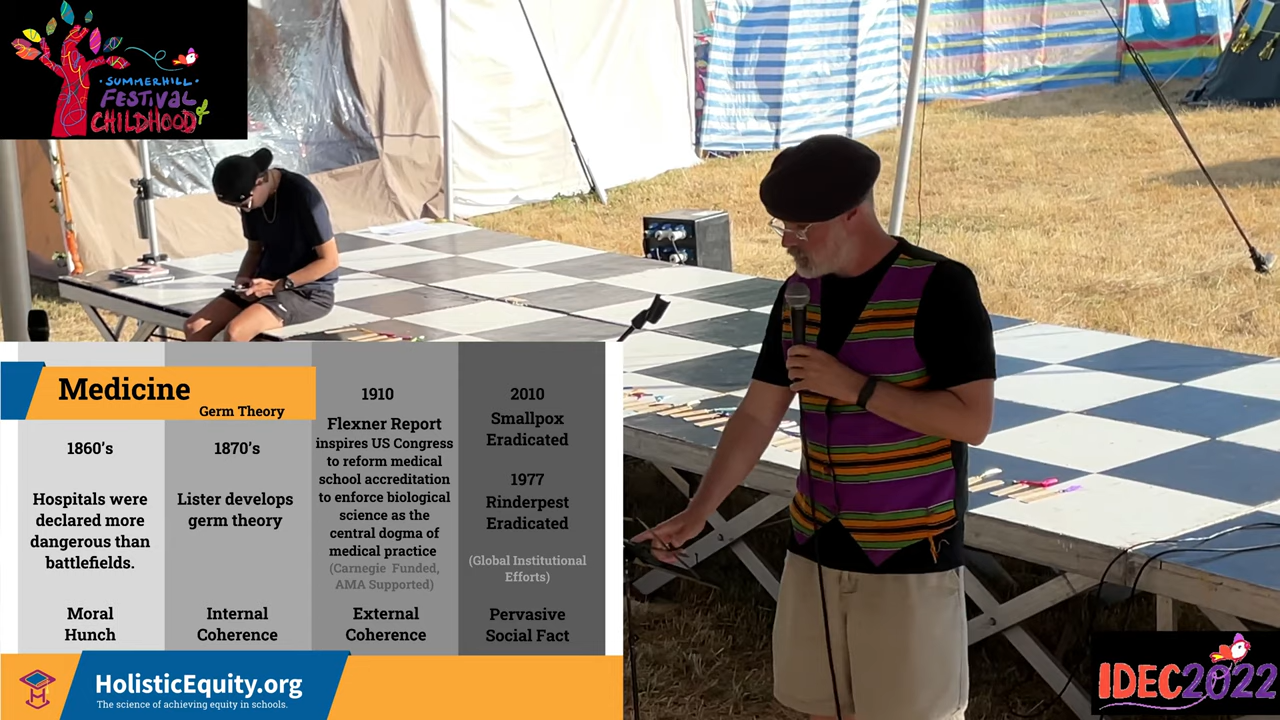 SUMMERHILL
FESTIVAL of
CHILDHOOD
Medicine
Germ Theory
1860's
Hospitals were
declared more
dangerous than
battlefields.
Moral
Hunch
1870's
Lister develops
germ theory
Internal
Coherence
1910
Flexner Report
inspires US Congress
to reform medical
school accreditation
to enforce biological
science as the
central dogma of
medical practice
(Carnegie Funded,
AMA Supported)
External
Coherence
2010
Smallpox
Eradicated
1977
Rinderpest
Eradicated
(Global Institutional
Efforts)
Pervasive
Social Fact
HolisticEquity.org
The science of achieving equity in schools.
IDEC2022